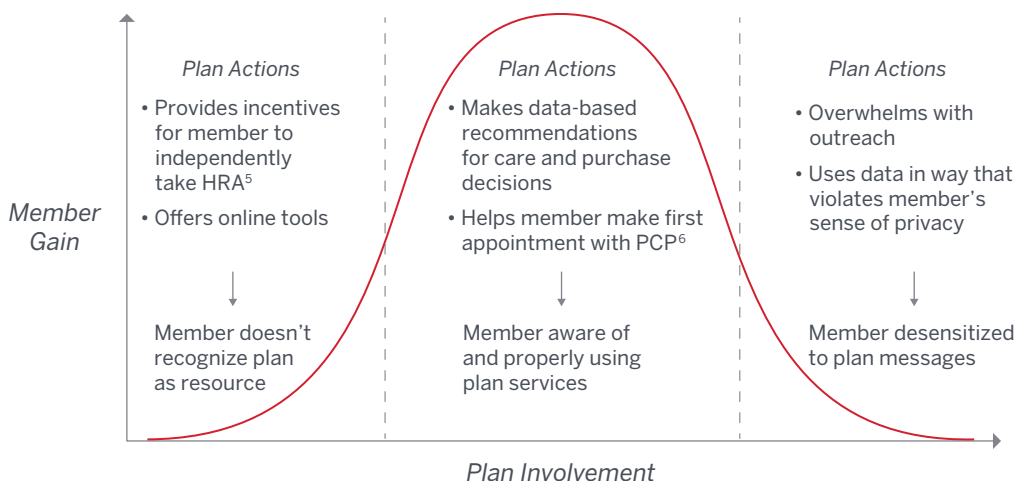 Plan Actions
• Provides incentives
for member to
independently
take HRA⁵
• Offers online tools
Member doesn't
recognize plan
as resource
Plan Actions
• Makes data-based
recommendations
for care and purchase
decisions
• Helps member make first
appointment with PCP⁶
Member aware of
and properly using
plan services
Plan Actions
• Overwhelms with
outreach
• Uses data in way that
violates member's
sense of privacy
Member desensitized
to plan messages
Member
Gain
Plan Involvement